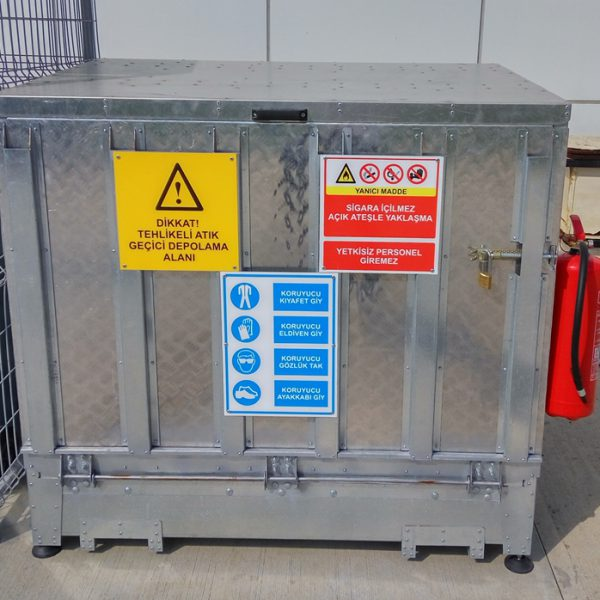 DİKKAT!
TEHLİKELİ ATIK
GEÇİCİ DEPOLAMA
ALANI
YANICI MADDE
SİGARA İÇİLMEZ
AÇIK ATEŞLE YAKLAŞMA
YETKİSİZ PERSONEL
GİREMEZ
KORUYUCU
KIYAFET GİY
KORUYUCU
ELDİVEN GİY
KORUYUCU
GÖZLÜK TAK
KORUYUCU
AYAKKABI GİY